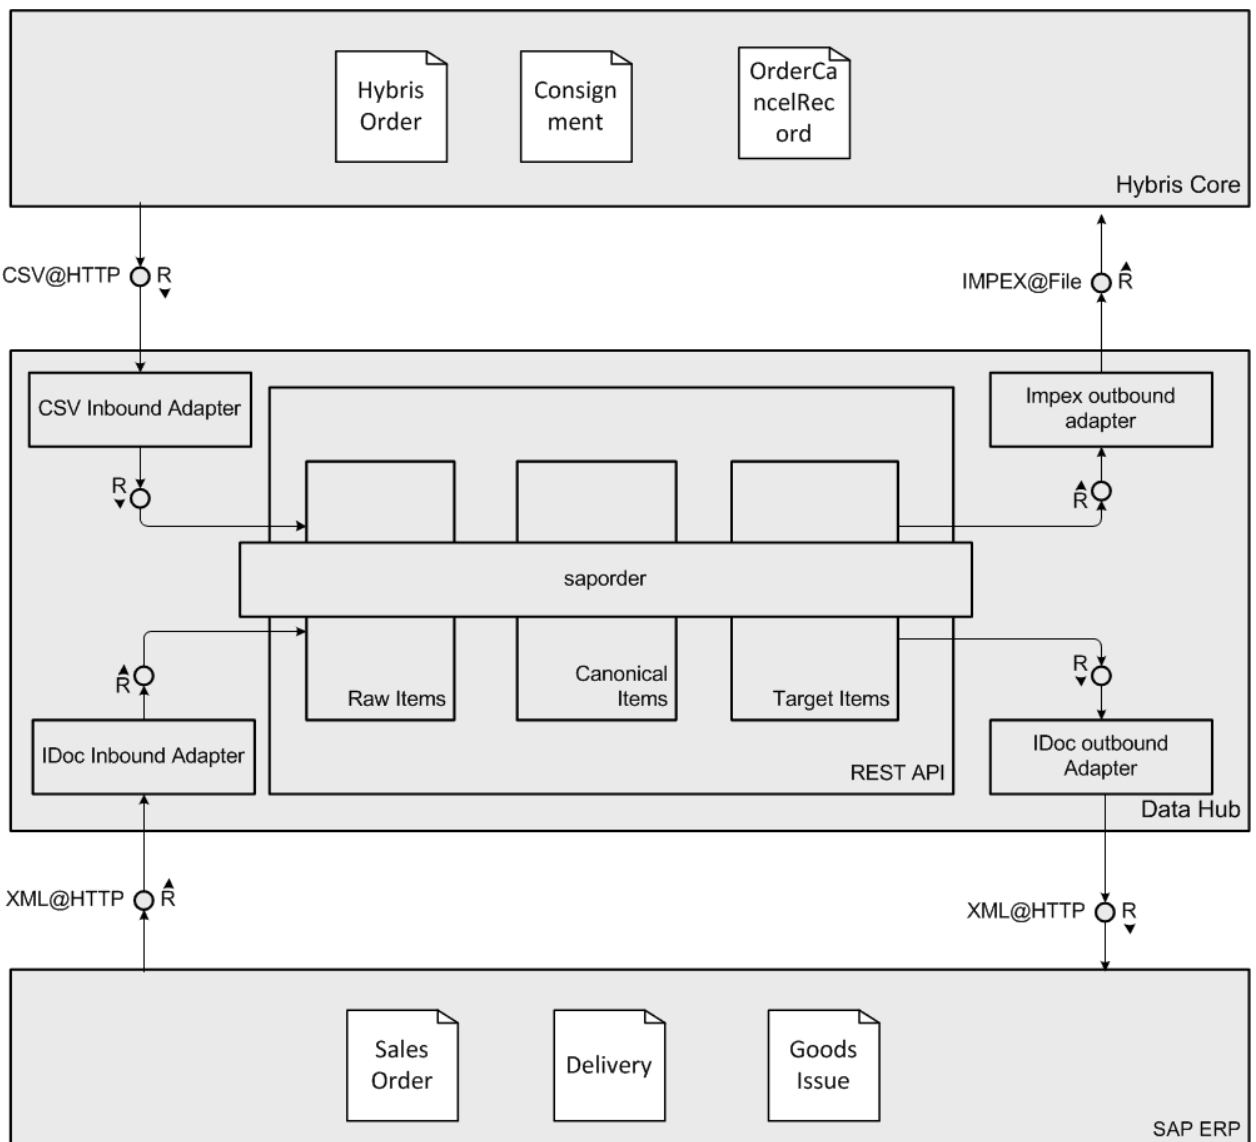 Hybris
Order
Consign
ment
OrderCa
ncelRec
ord
Hybris Core
CSV@HTTP
R
IMPEX@File
R
CSV Inbound Adapter
Impex outbound
adapter
R
R
saporder
R
R
Raw Items
Canonical
Items
Target Items
IDoc Inbound Adapter
IDoc outbound
Adapter
REST API
Data Hub
XML@HTTP
R
XML@HTTP
R
Sales
Order
Delivery
Goods
Issue
SAP ERP